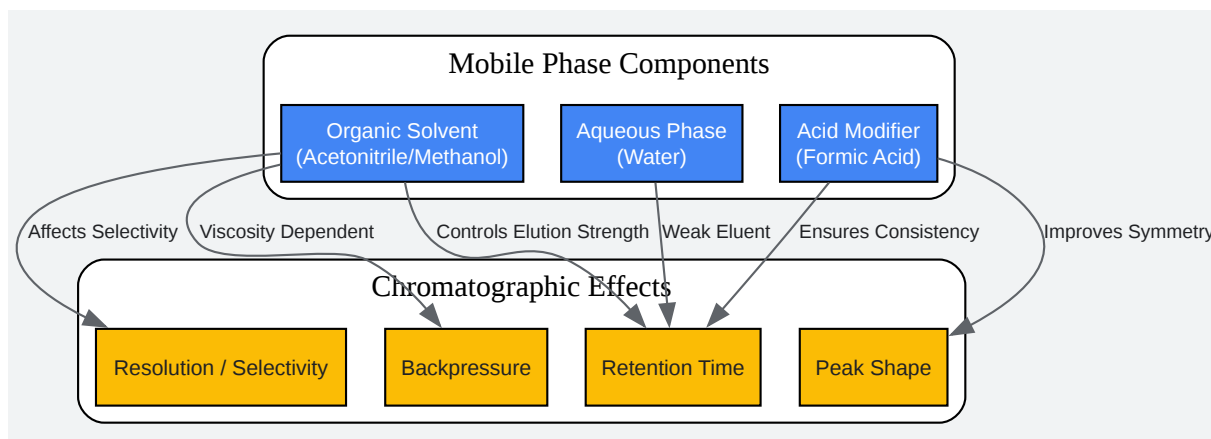 Mobile Phase Components
Organic Solvent
(Acetonitrile/Methanol)
Aqueous Phase
(Water)
Acid Modifier
(Formic Acid)
Affects Selectivity
Viscosity Dependent
Controls Elution Strength
Weak Eluent
Ensures Consistency
Improves Symmetry
Chromatographic Effects
Resolution / Selectivity
Backpressure
Retention Time
Peak Shape